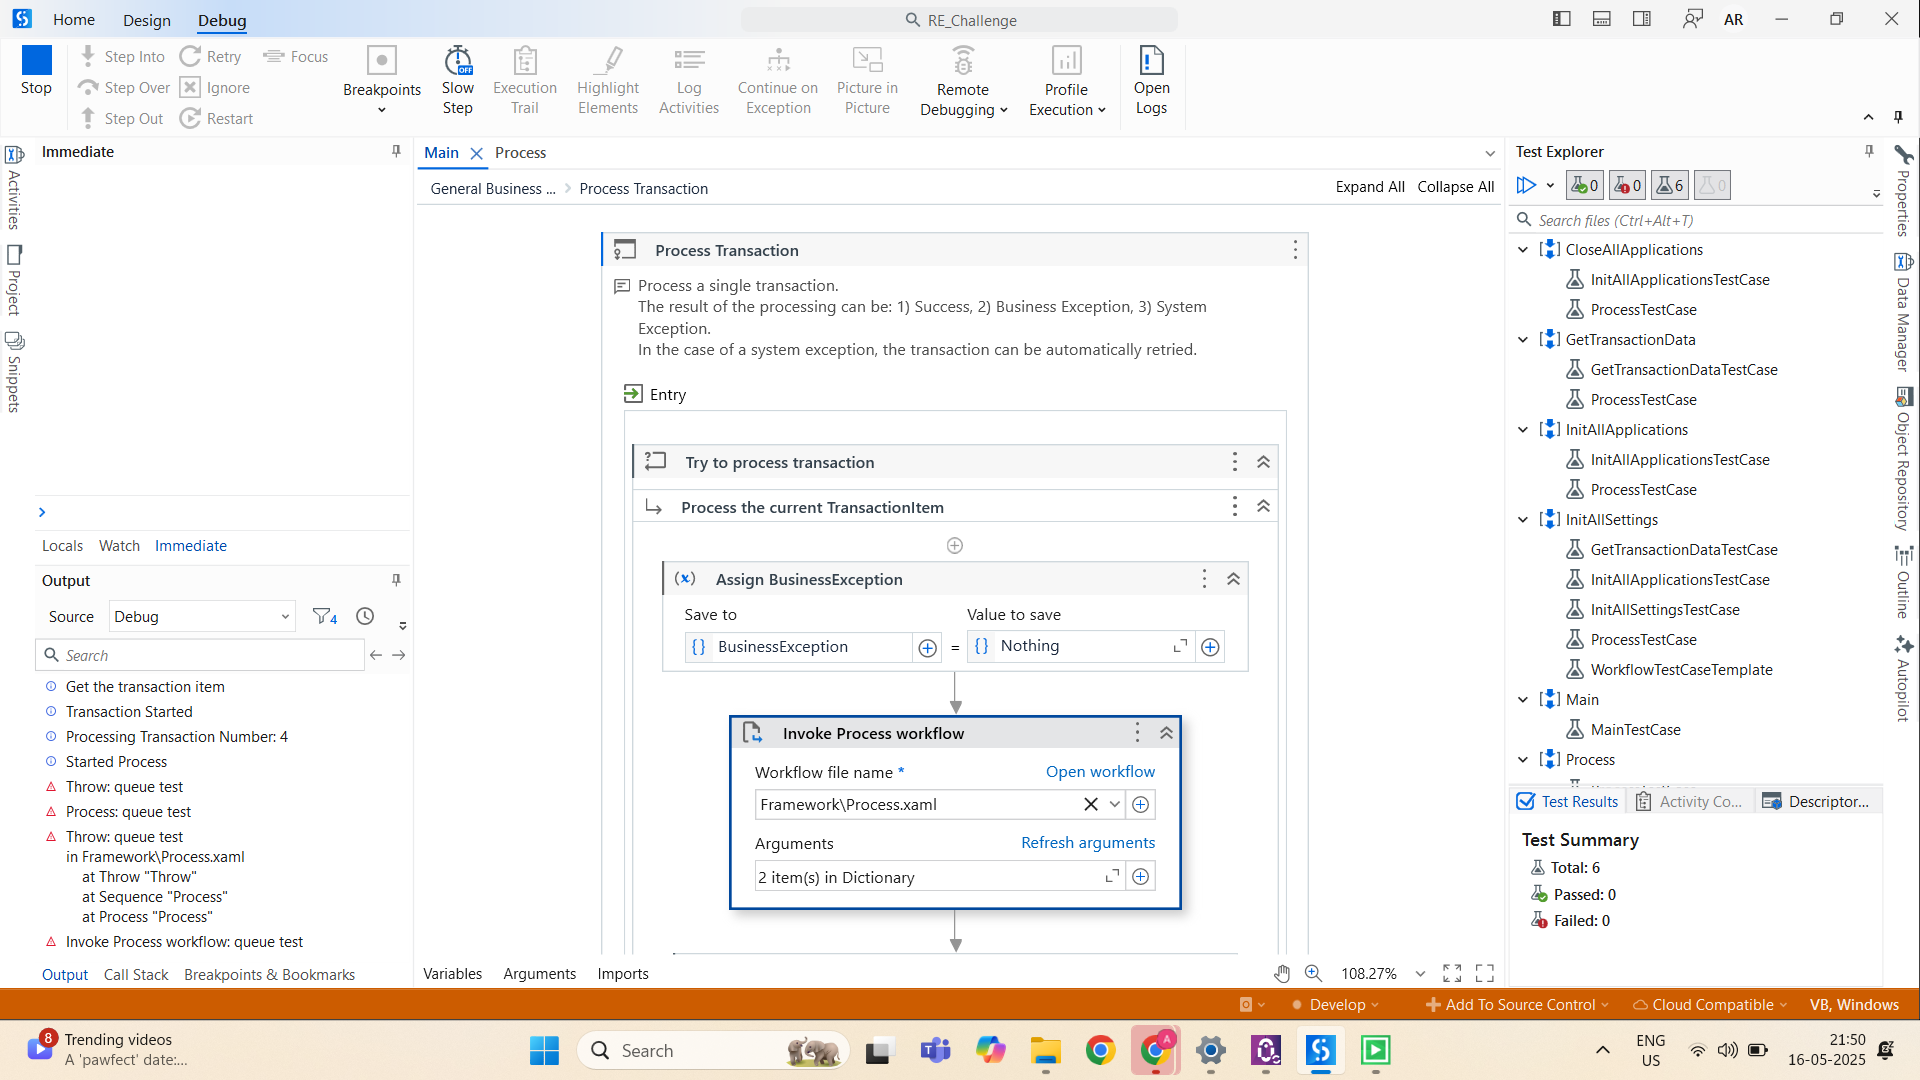 Home
Design
Debug
RE_Challenge
AR
Stop
Step Into
Step Over
Step Out
Retry
Ignore
Restart
Focus
Breakpoints
Slow
Step
OFF
Execution
Trail
Highlight
Elements
Log
Activities
Continue on
Exception
Picture in
Picture
Remote
Debugging
Profile
Execution
Open
Logs
Activities
Project
Snippets
Immediate
Locals
Watch
Immediate
Output
Source
Debug
4
Search
Get the transaction item
Transaction Started
Processing Transaction Number: 4
Started Process
Throw: queue test
Process: queue test
Throw: queue test
in Framework\Process.xaml
at Throw "Throw"
at Sequence "Process"
at Process "Process"
Invoke Process workflow: queue test
Output
Call Stack
Breakpoints & Bookmarks
Main
Process
General Business ...
Process Transaction
Expand All
Collapse All
Process Transaction
Process a single transaction.
The result of the processing can be: 1) Success, 2) Business Exception, 3) System
Exception.
In the case of a system exception, the transaction can be automatically retried.
Entry
Try to process transaction
Process the current TransactionItem
(x) Assign BusinessException
Save to
Value to save
{} BusinessException
=
{} Nothing
Invoke Process workflow
Workflow file name *
Open workflow
Framework\Process.xaml
Arguments
Refresh arguments
2 item(s) in Dictionary
Variables
Arguments
Imports
108.27%
Test Explorer
0
0
6
0
Search files (Ctrl+Alt+T)
CloseAllApplications
InitAllApplicationsTestCase
ProcessTestCase
GetTransactionData
GetTransactionDataTestCase
ProcessTestCase
InitAllApplications
InitAllApplicationsTestCase
ProcessTestCase
InitAllSettings
GetTransactionDataTestCase
InitAllApplicationsTestCase
InitAllSettingsTestCase
ProcessTestCase
WorkflowTestCaseTemplate
Main
MainTestCase
Process
Test Results
Activity Co...
Descriptor...
Test Summary
Total: 6
Passed: 0
Failed: 0
Properties
Data Manager
Object Repository
Outline
Autopilot
Develop
Add To Source Control
Cloud Compatible
VB, Windows
8
Trending videos
A 'pawfect' date:...
Search
A
ENG
US
21:50
16-05-2025